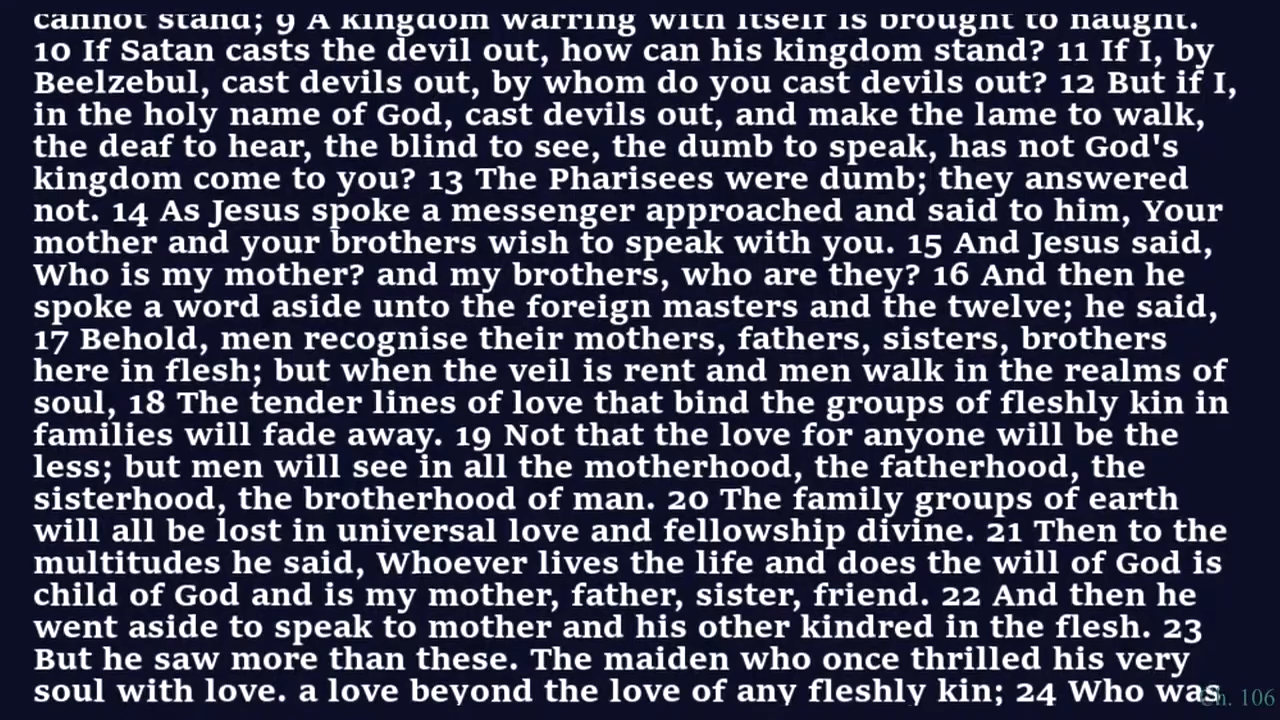 cannot stand; 9 A kingdom warring with itself is brought to naught.
10 If Satan casts the devil out, how can his kingdom stand? 11 If I, by
Beelzebul, cast devils out, by whom do you cast devils out? 12 But if I,
in the holy name of God, cast devils out, and make the lame to walk,
the deaf to hear, the blind to see, the dumb to speak, has not God's
kingdom come to you? 13 The Pharisees were dumb; they answered
not. 14 As Jesus spoke a messenger approached and said to him, Your
mother and your brothers wish to speak with you. 15 And Jesus said,
Who is my mother? and my brothers, who are they? 16 And then he
spoke a word aside unto the foreign masters and the twelve; he said,
17 Behold, men recognise their mothers, fathers, sisters, brothers
here in flesh; but when the veil is rent and men walk in the realms of
soul, 18 The tender lines of love that bind the groups of fleshly kin in
families will fade away. 19 Not that the love for anyone will be the
less; but men will see in all the motherhood, the fatherhood, the
sisterhood, the brotherhood of man. 20 The family groups of earth
will all be lost in universal love and fellowship divine. 21 Then to the
multitudes he said, Whoever lives the life and does the will of God is
child of God and is my mother, father, sister, friend. 22 And then he
went aside to speak to mother and his other kindred in the flesh. 23
But he saw more than these. The maiden who once thrilled his very
soul with love. a love beyond the love of any fleshly kin; 24 Who was
Ch. 106